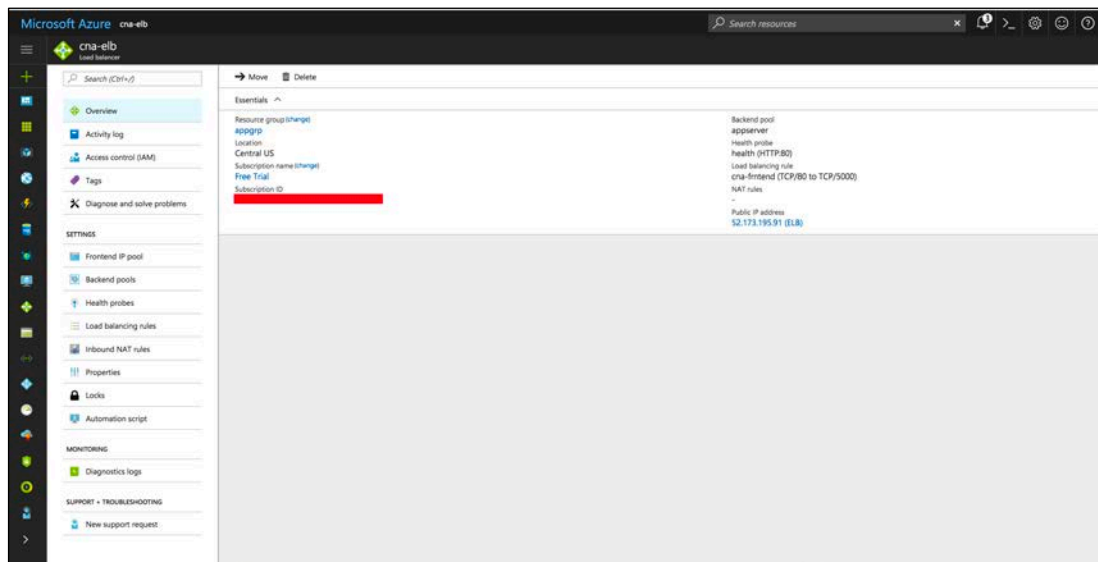 Microsoft Azure cna-elb
Search resources
3
cna-elb
Load balancer
Search (Ctrl+/)
Overview
Activity log
Access control (IAM)
Tags
Diagnose and solve problems
SETTINGS
Frontend IP pool
Backend pools
Health probes
Load balancing rules
Inbound NAT rules
Properties
Locks
Automation script
MONITORING
Diagnostics logs
SUPPORT + TROUBLESHOOTING
New support request
Move Delete
Essentials
Resource group (change)
appgrp
Location
Central US
Subscription name (change)
Free Trial
Subscription ID
Backend pool
appserver
Health probe
health (HTTP:80)
Load balancing rule
cna-frntend (TCP/80 to TCP/5000)
NAT rules
-
Public IP address
52.173.195.91 (ELB)